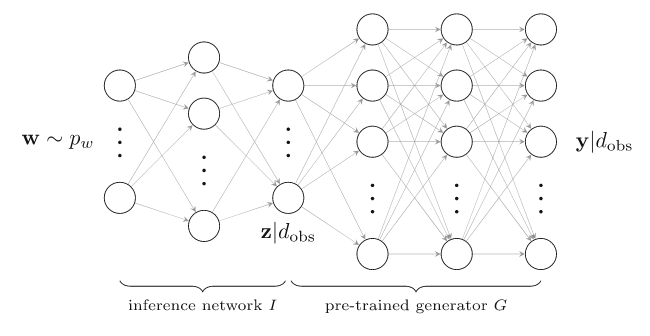 w ∼ p_w
y|d_obs
z|d_obs
inference network I
pre-trained generator G